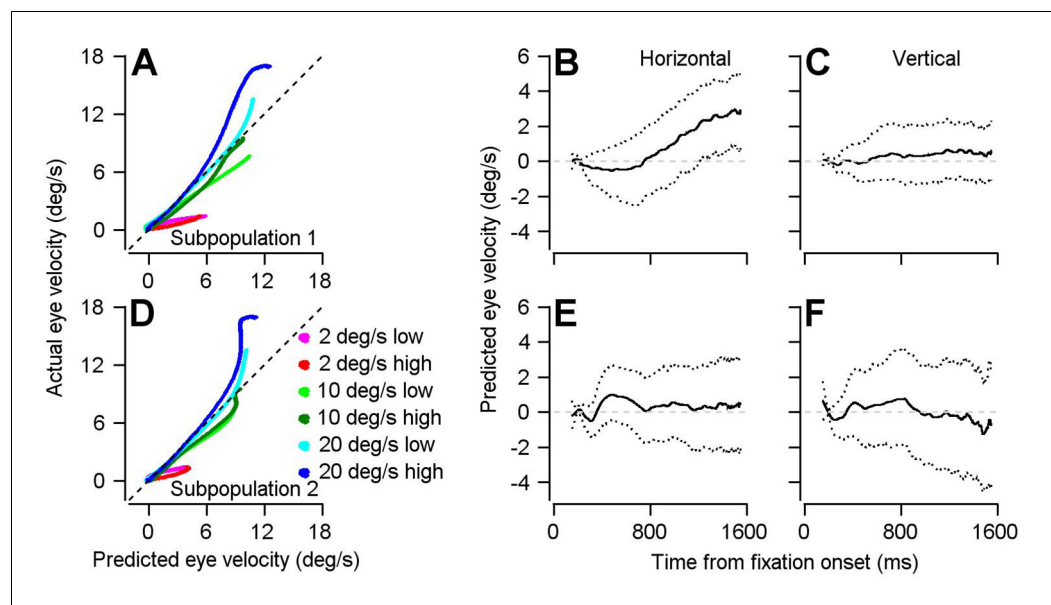 A
18
12
6
0
Actual eye velocity (deg/s)
Subpopulation 1
0 6 12 18
D
18
12
6
0
2 deg/s low
2 deg/s high
10 deg/s low
10 deg/s high
20 deg/s low
20 deg/s high
Subpopulation 2
0 6 12 18
Predicted eye velocity (deg/s)
B
Horizontal
6
4
2
0
-2
-4
Predicted eye velocity (deg/s)
C
Vertical
E
6
4
2
0
-2
-4
0 800 1600
F
0 800 1600
Time from fixation onset (ms)